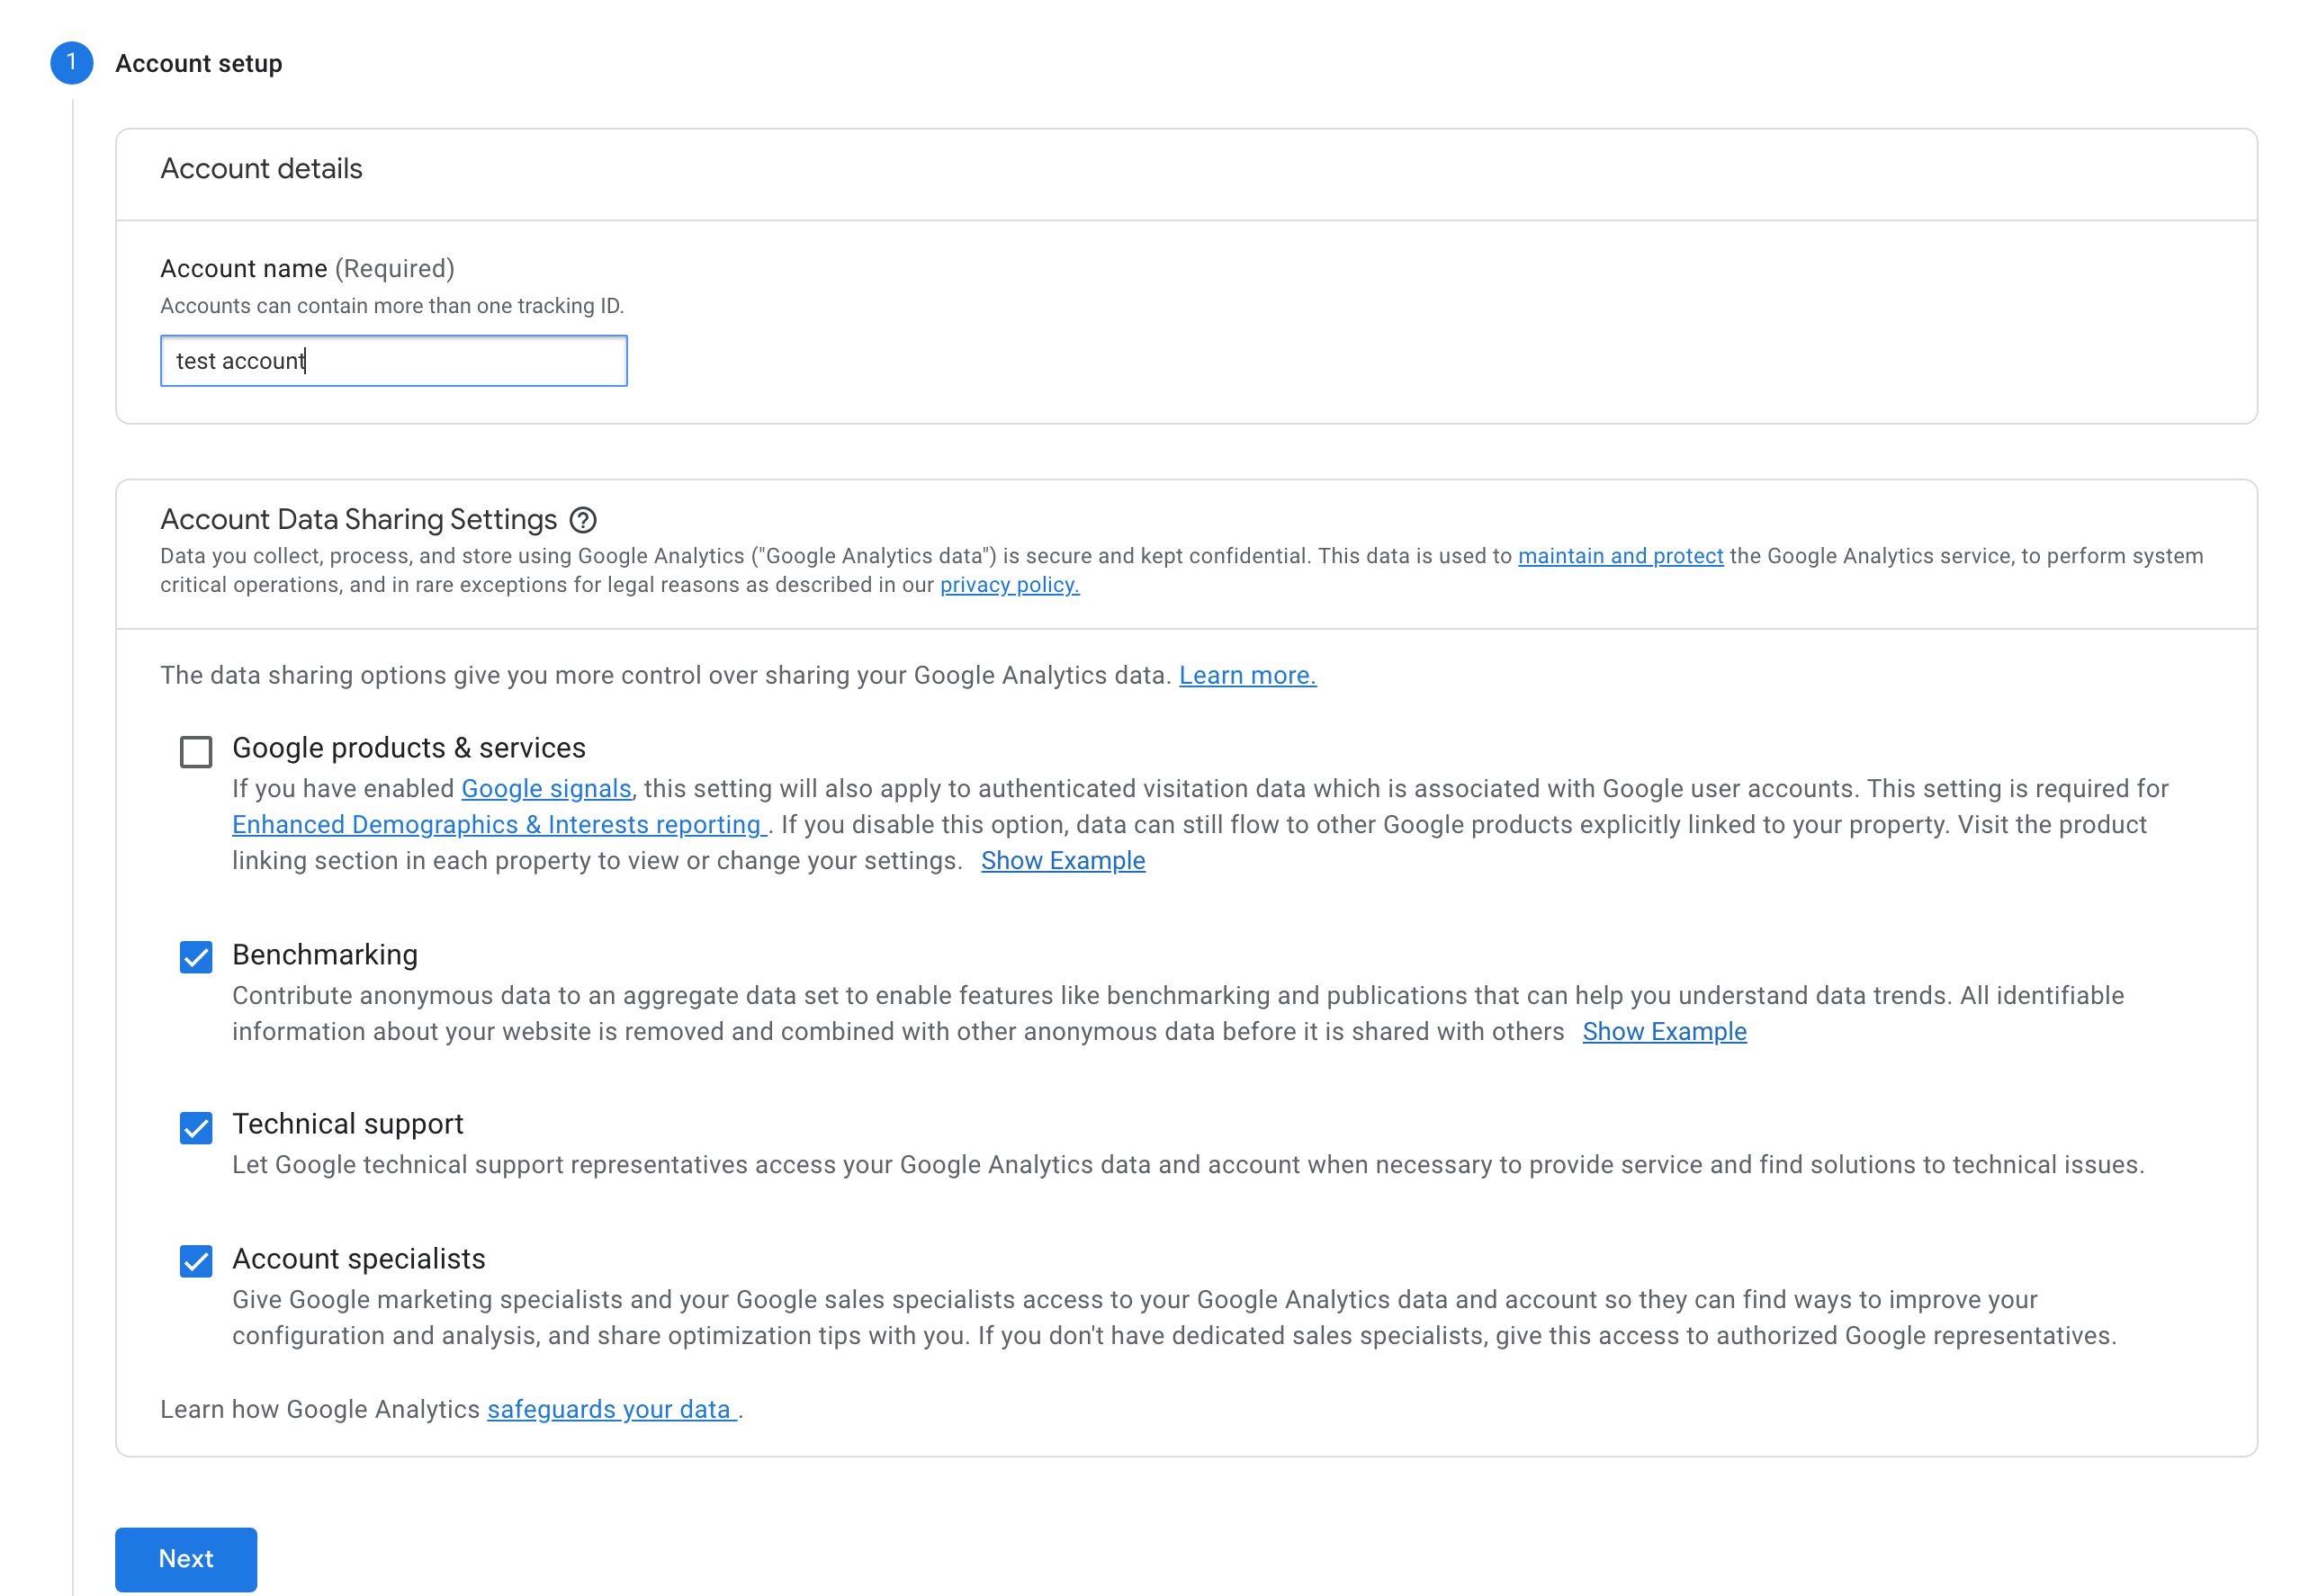 1
Account setup
Account details
Account name (Required)
Accounts can contain more than one tracking ID.
test account
Account Data Sharing Settings
Data you collect, process, and store using Google Analytics ("Google Analytics data") is secure and kept confidential. This data is used to maintain and protect the Google Analytics service, to perform system
critical operations, and in rare exceptions for legal reasons as described in our privacy policy.
The data sharing options give you more control over sharing your Google Analytics data. Learn more.
Google products & services
If you have enabled Google signals, this setting will also apply to authenticated visitation data which is associated with Google user accounts. This setting is required for
Enhanced Demographics & Interests reporting . If you disable this option, data can still flow to other Google products explicitly linked to your property. Visit the product
linking section in each property to view or change your settings. Show Example
Benchmarking
Contribute anonymous data to an aggregate data set to enable features like benchmarking and publications that can help you understand data trends. All identifiable
information about your website is removed and combined with other anonymous data before it is shared with others Show Example
Technical support
Let Google technical support representatives access your Google Analytics data and account when necessary to provide service and find solutions to technical issues.
Account specialists
Give Google marketing specialists and your Google sales specialists access to your Google Analytics data and account so they can find ways to improve your
configuration and analysis, and share optimization tips with you. If you don't have dedicated sales specialists, give this access to authorized Google representatives.
Learn how Google Analytics safeguards your data .
Next